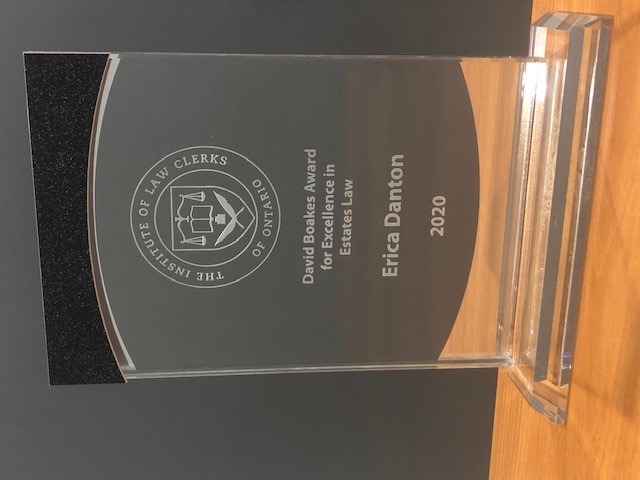 THE INSTITUTE OF LAW CLERKS
OF ONTARIO
David Boakes Award
for Excellence in
Estates Law
Erica Danton
2020